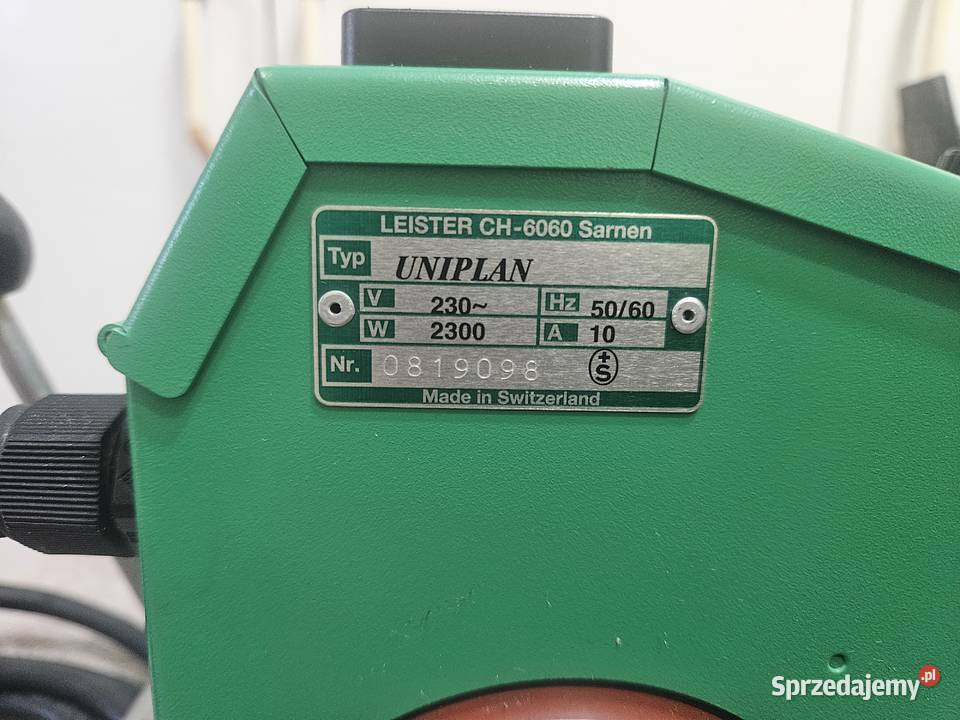 LEISTER CH-6060 Sarnen
Typ UNIPLAN
V 230~ Hz 50/60
W 2300 A 10
Nr. 0819098 +S
Made in Switzerland
Sprzedajemy.pl